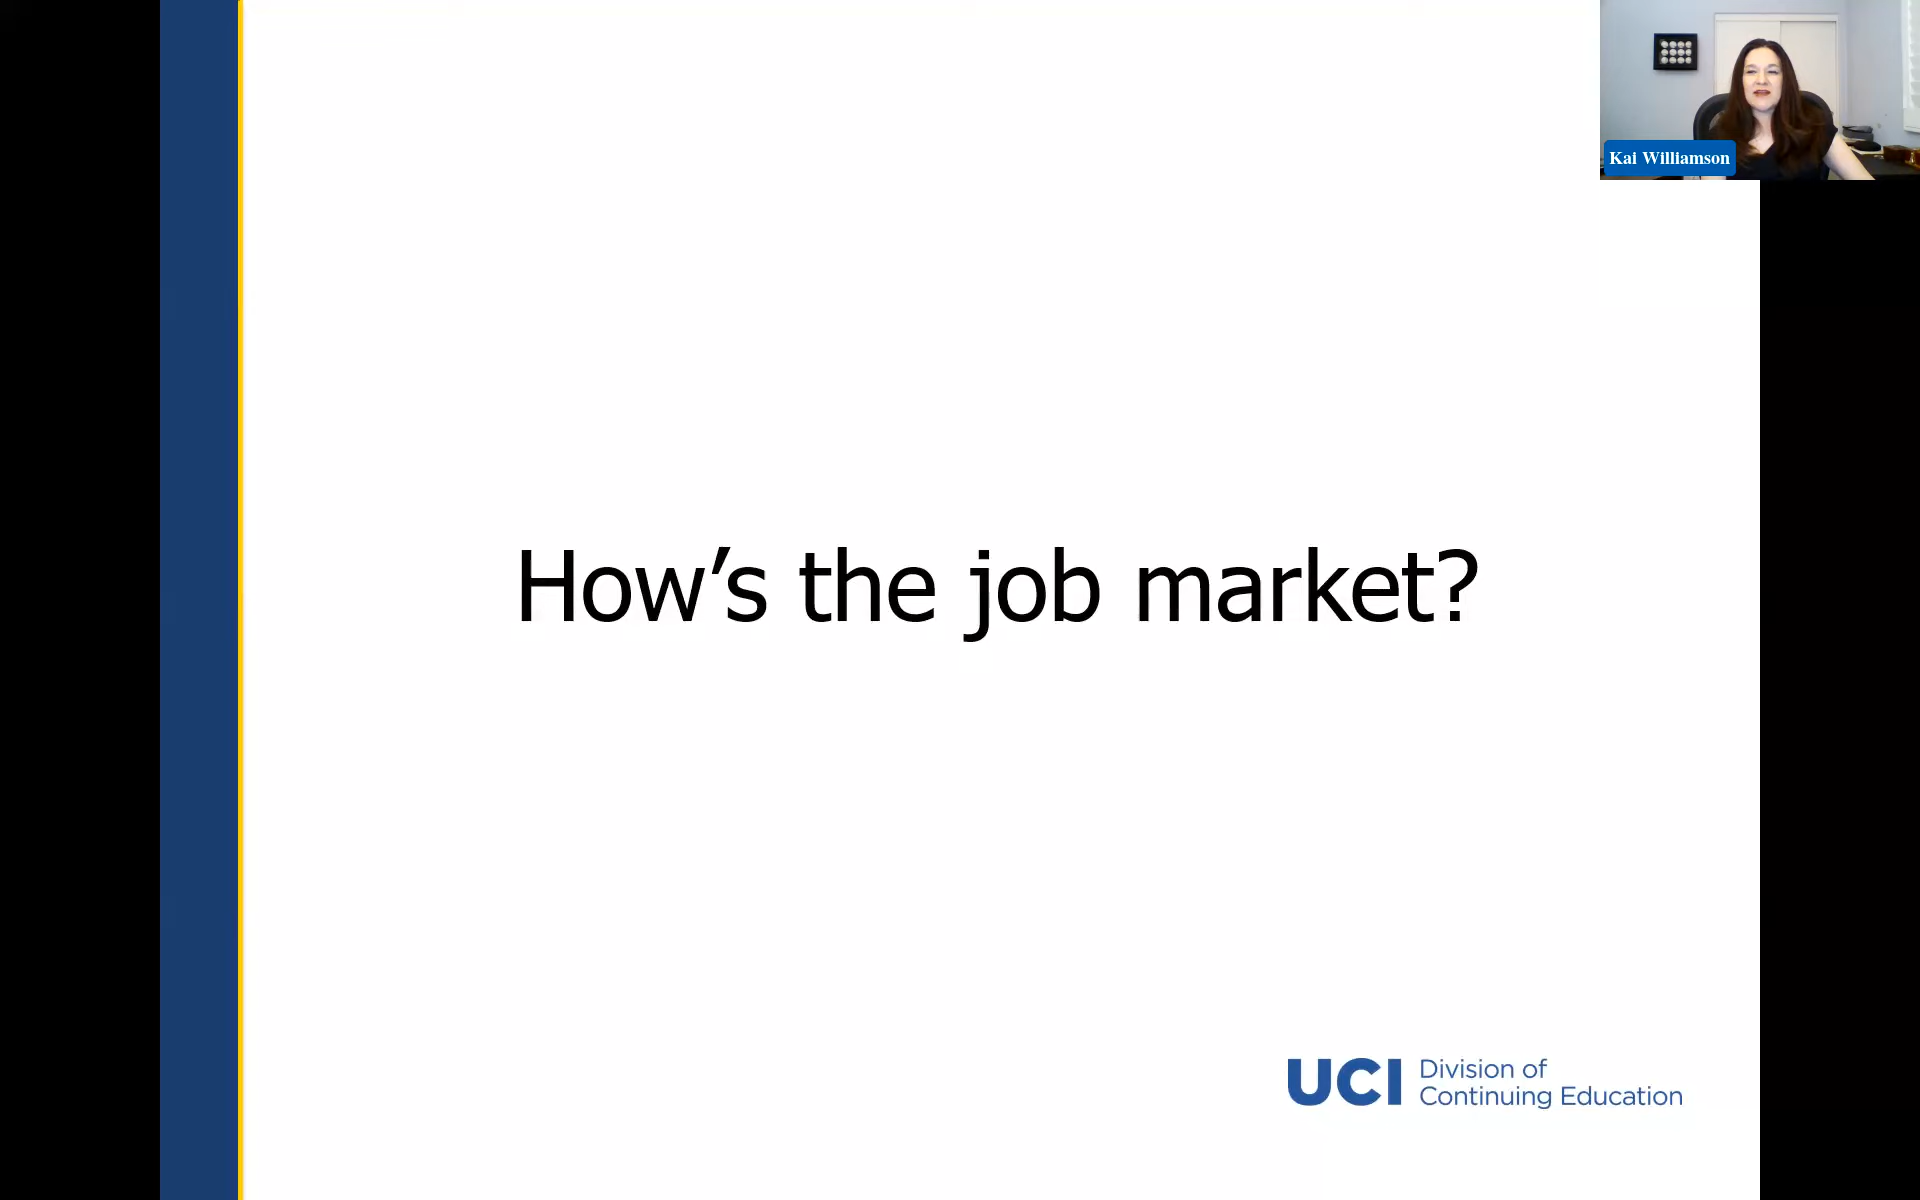 Kai Williamson
How’s the job market?
UCI Division of
Continuing Education